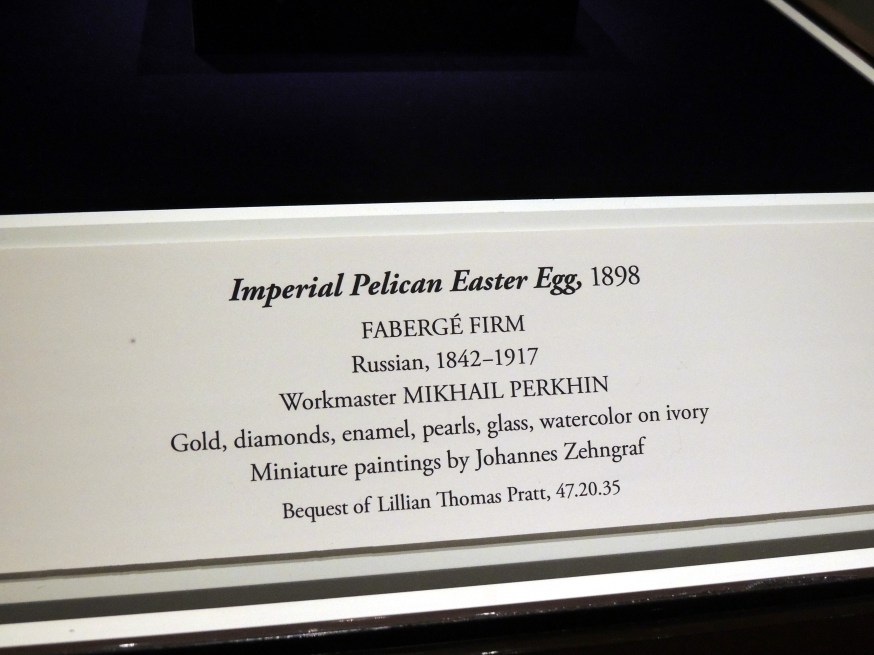 Imperial Pelican Easter Egg, 1898
FABERGÉ FIRM
Russian, 1842–1917
Workmaster MIKHAIL PERKHIN
Gold, diamonds, enamel, pearls, glass, watercolor on ivory
Miniature paintings by Johannes Zehngraf
Bequest of Lillian Thomas Pratt, 47.20.35